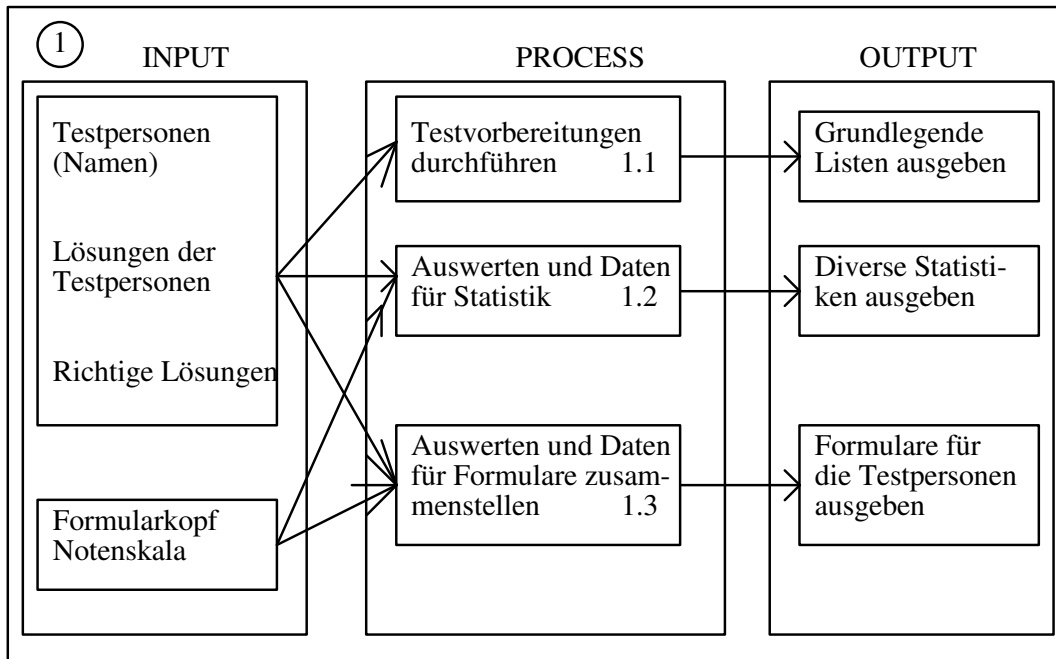 1
INPUT
PROCESS
OUTPUT
Testpersonen
(Namen)
Lösungen der
Testpersonen
Richtige Lösungen
Formularkopf
Notenskala
Testvorbereitungen
durchführen 1.1
Auswerten und Daten
für Statistik 1.2
Auswerten und Daten
für Formulare zusam-
menstellen 1.3
Grundlegende
Listen ausgeben
Diverse Statisti-
ken ausgeben
Formulare für
die Testpersonen
ausgeben